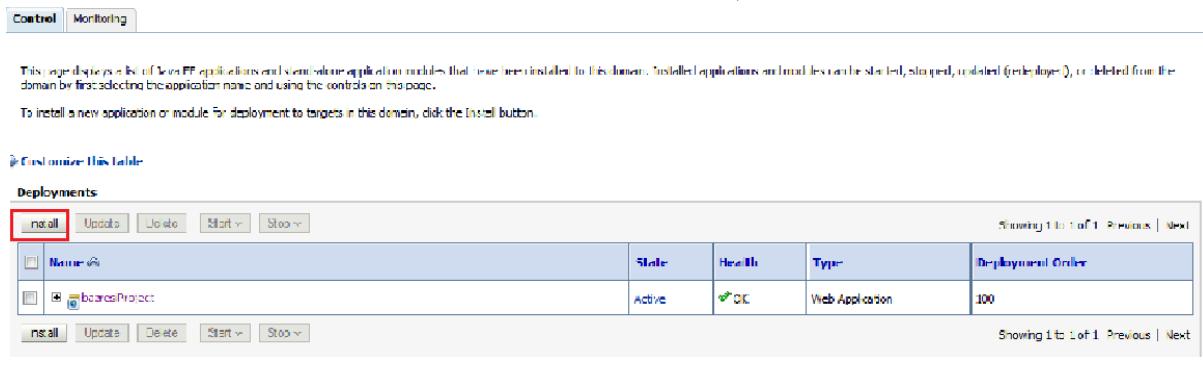 Control Monitoring
This page displays a list of Java EE applications and stand-alone application modules that have been installed to this domain. Installed applications and modules can be started, stopped, updated (redeployed), or deleted from the
domain by first selecting the application name and using the controls on this page.
To install a new application or module for deployment to targets in this domain, click the Install button.
Customize this table
Deployments
Install Update Delete Start Stop Showing 1 to 1 of 1 Previous | Next
Name State Health Type Deployment Order
Active OK Web Application 100
Install Update Delete Start Stop Showing 1 to 1 of 1 Previous | Next